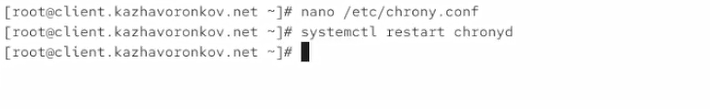 [root@client.kazhavoronkov.net ~]# nano /etc/chrony.conf
[root@client.kazhavoronkov.net ~]# systemctl restart chronyd
[root@client.kazhavoronkov.net ~]#